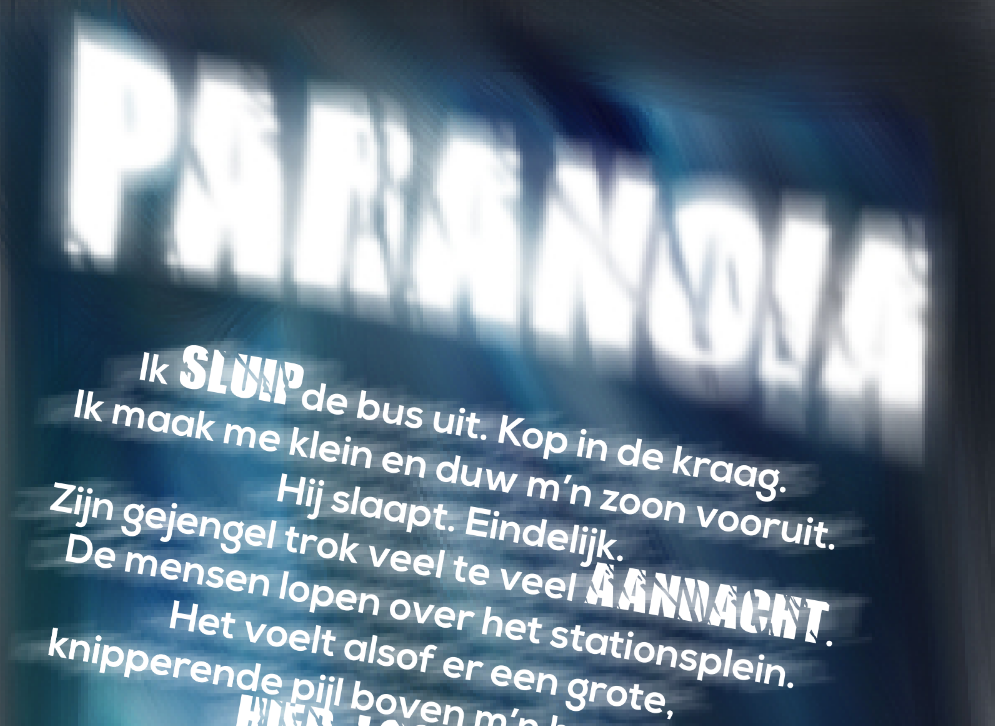 PARANOIA
Ik SLUIP de bus uit. Kop in de kraag.
Ik maak me klein en duw m'n zoon vooruit.
Hij slaapt. Eindelijk.
Zijn gejengel trok veel te veel AANDACHT.
De mensen lopen over het stationsplein.
Het voelt alsof er een grote,
knipperende pijl boven m'n